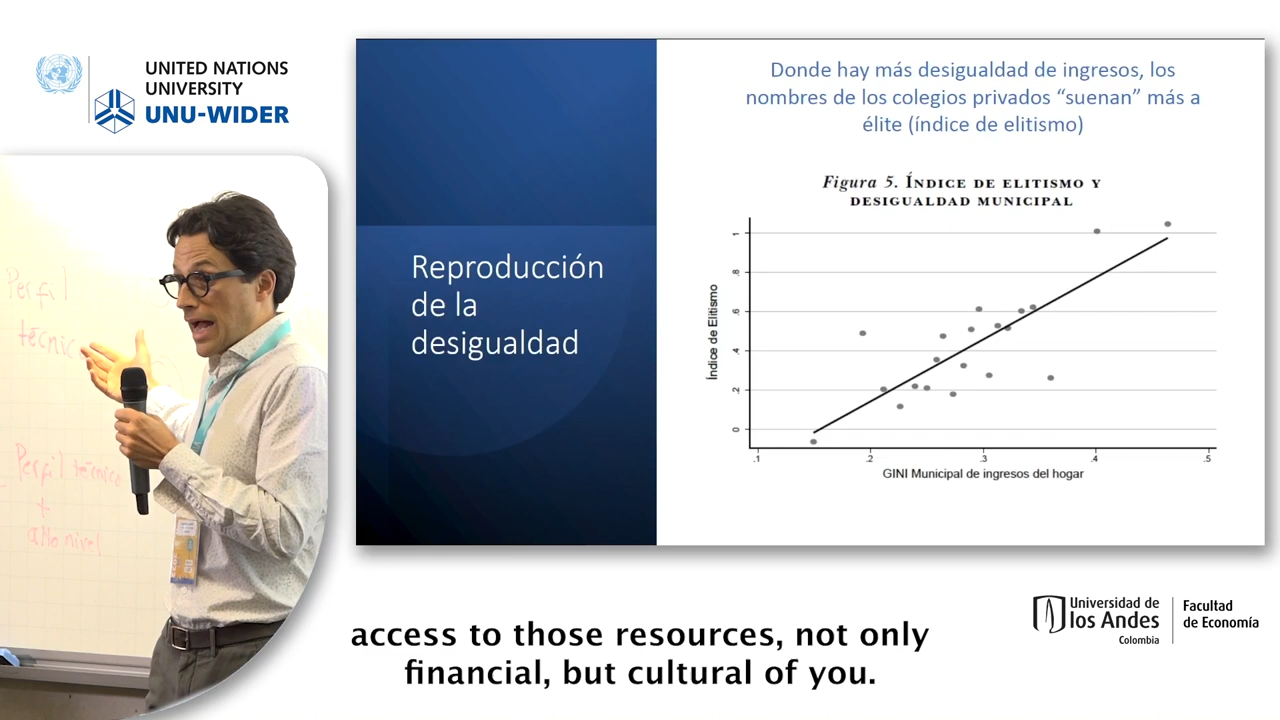 UNITED NATIONS
UNIVERSITY
UNU-WIDER
Perfil
técnic
Perfil técnico
+
alto nivel
Reproducción
de la
desigualdad
Donde hay más desigualdad de ingresos, los
nombres de los colegios privados “suenan” más a
élite (índice de elitismo)
Figura 5. ÍNDICE DE ELITISMO Y
DESIGUALDAD MUNICIPAL
Índice de Elitismo
1
.8
.6
.4
.2
0
.1 .2 .3 .4 .5
GINI Municipal de ingresos del hogar
access to those resources, not only
financial, but cultural of you.
Universidad de
los Andes
Colombia
Facultad
de Economía